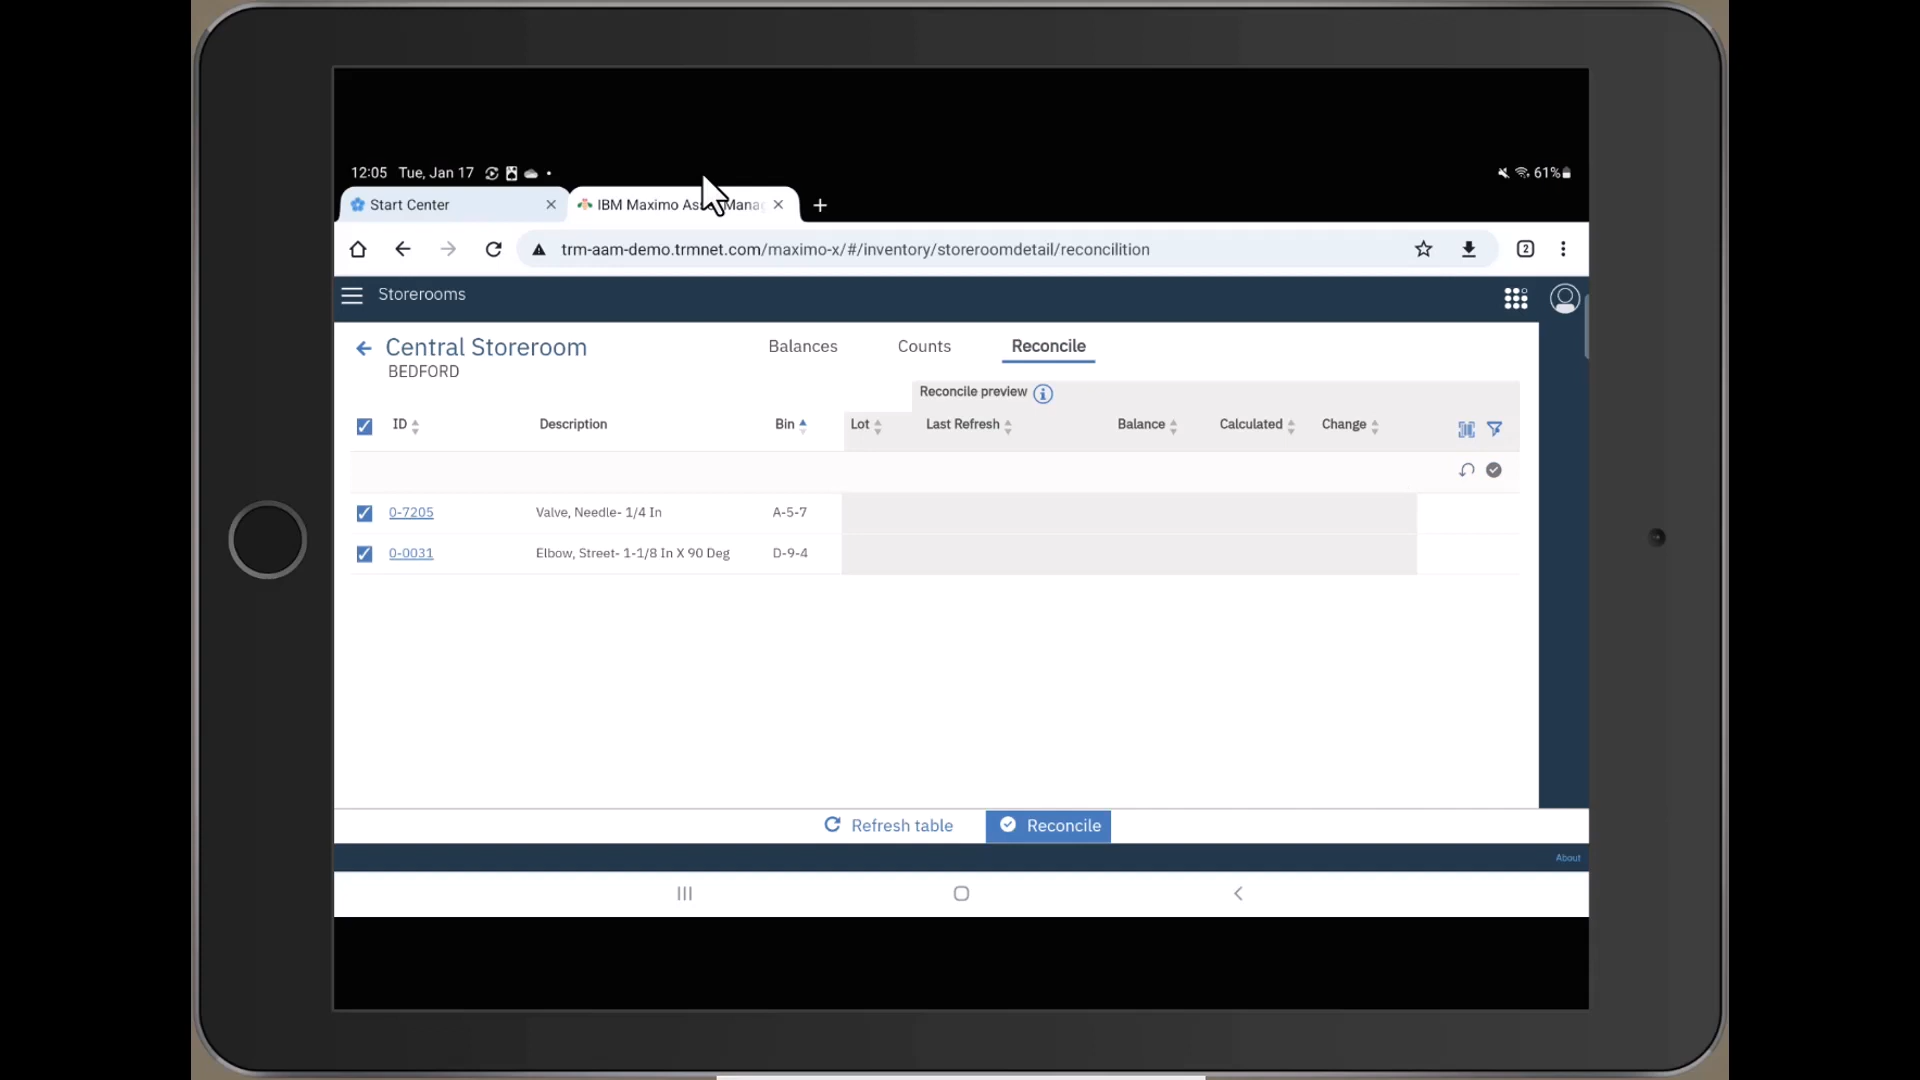 12:05 Tue, Jan 17 61%
Start Center
IBM Maximo Asset Manag
trm-aam-demo.trmnet.com/maximo-x/#/inventory/storeroomdetail/reconcilition
2
Storerooms
Central Storeroom
BEDFORD
Balances Counts Reconcile
Reconcile preview
ID Description Bin Lot Last Refresh Balance Calculated Change
0-7205 Valve, Needle- 1/4 In A-5-7
0-0031 Elbow, Street- 1-1/8 In X 90 Deg D-9-4
Refresh table Reconcile
About